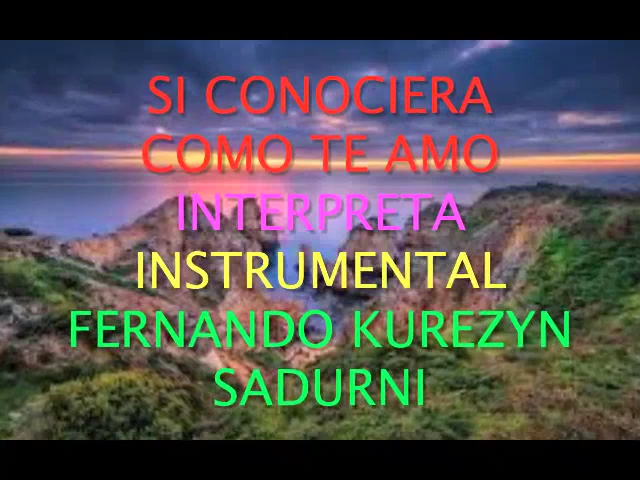 SI CONOCIERA
COMO TE AMO
INTERPRETA
INSTRUMENTAL
FERNANDO KUREZYN
SADURNI